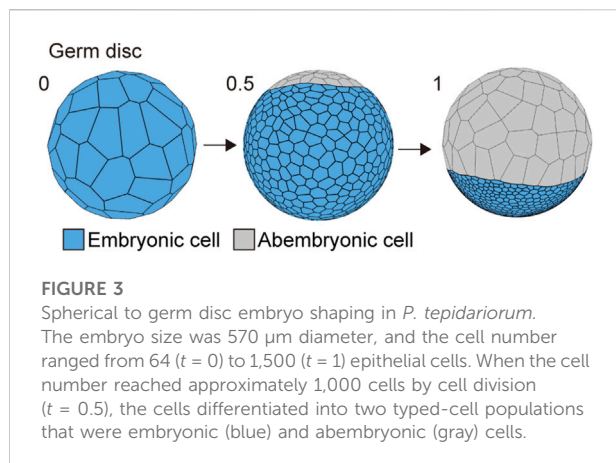 Germ disc
0
0.5
1
Embryonic cell
Abembryonic cell
FIGURE 3
Spherical to germ disc embryo shaping in P. tepidariorum.
The embryo size was 570 µm diameter, and the cell number
ranged from 64 (t = 0) to 1,500 (t = 1) epithelial cells. When the cell
number reached approximately 1,000 cells by cell division
(t = 0.5), the cells differentiated into two typed-cell populations
that were embryonic (blue) and abembryonic (gray) cells.